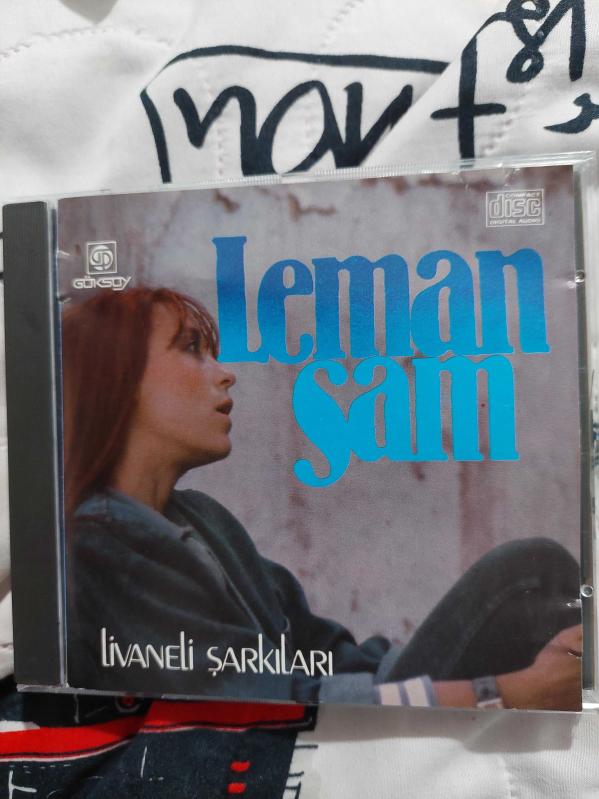 COMPACT
disc
DIGITAL AUDIO
GÖKSOY
Leman
Şam
Livaneli Şarkıları